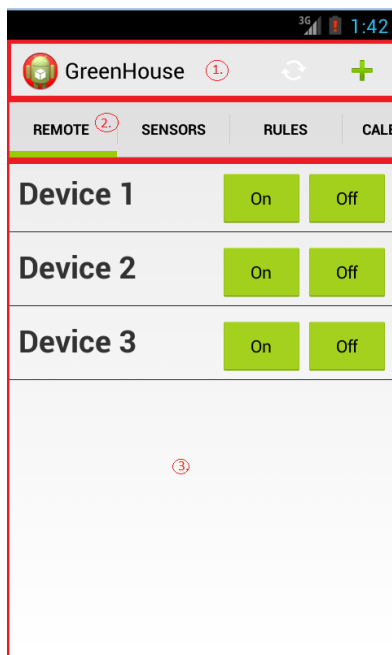 3G 1:42
GreenHouse 1.
REMOTE 2. SENSORS RULES CALE
Device 1 On Off
Device 2 On Off
Device 3 On Off
3.